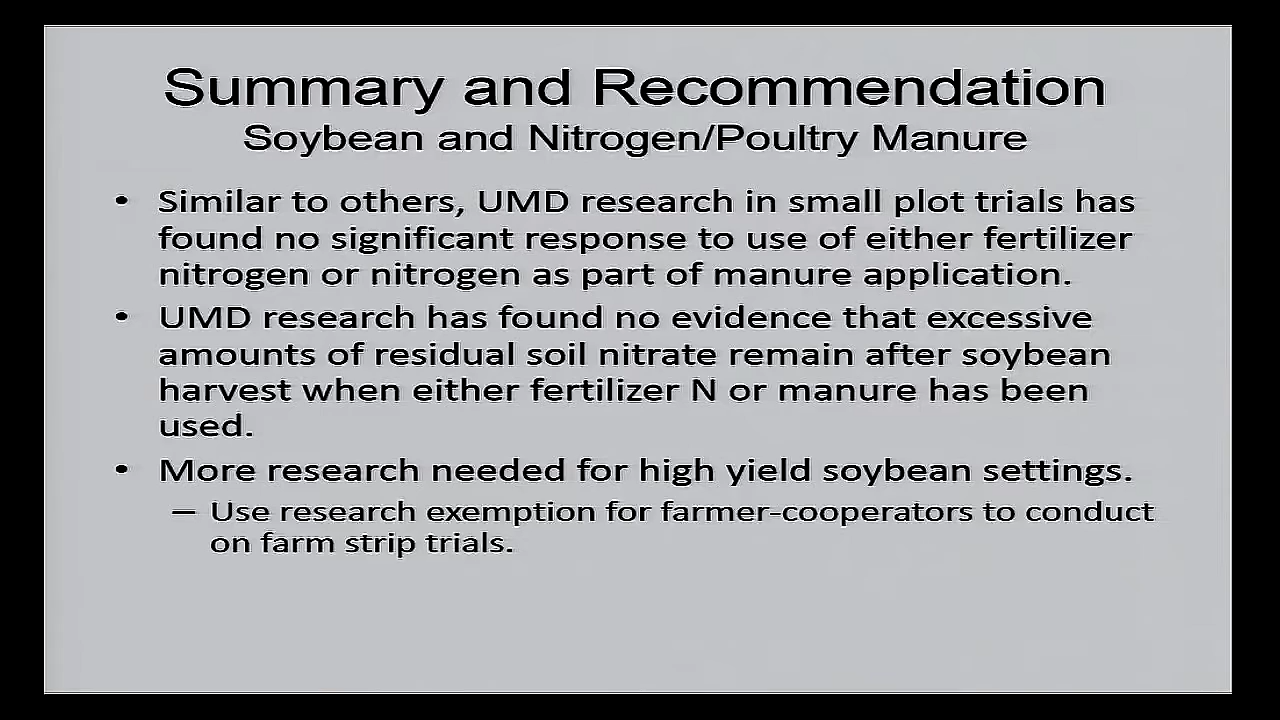 Summary and Recommendation
Soybean and Nitrogen/Poultry Manure
• Similar to others, UMD research in small plot trials has
found no significant response to use of either fertilizer
nitrogen or nitrogen as part of manure application.
• UMD research has found no evidence that excessive
amounts of residual soil nitrate remain after soybean
harvest when either fertilizer N or manure has been
used.
• More research needed for high yield soybean settings.
– Use research exemption for farmer-cooperators to conduct
on farm strip trials.